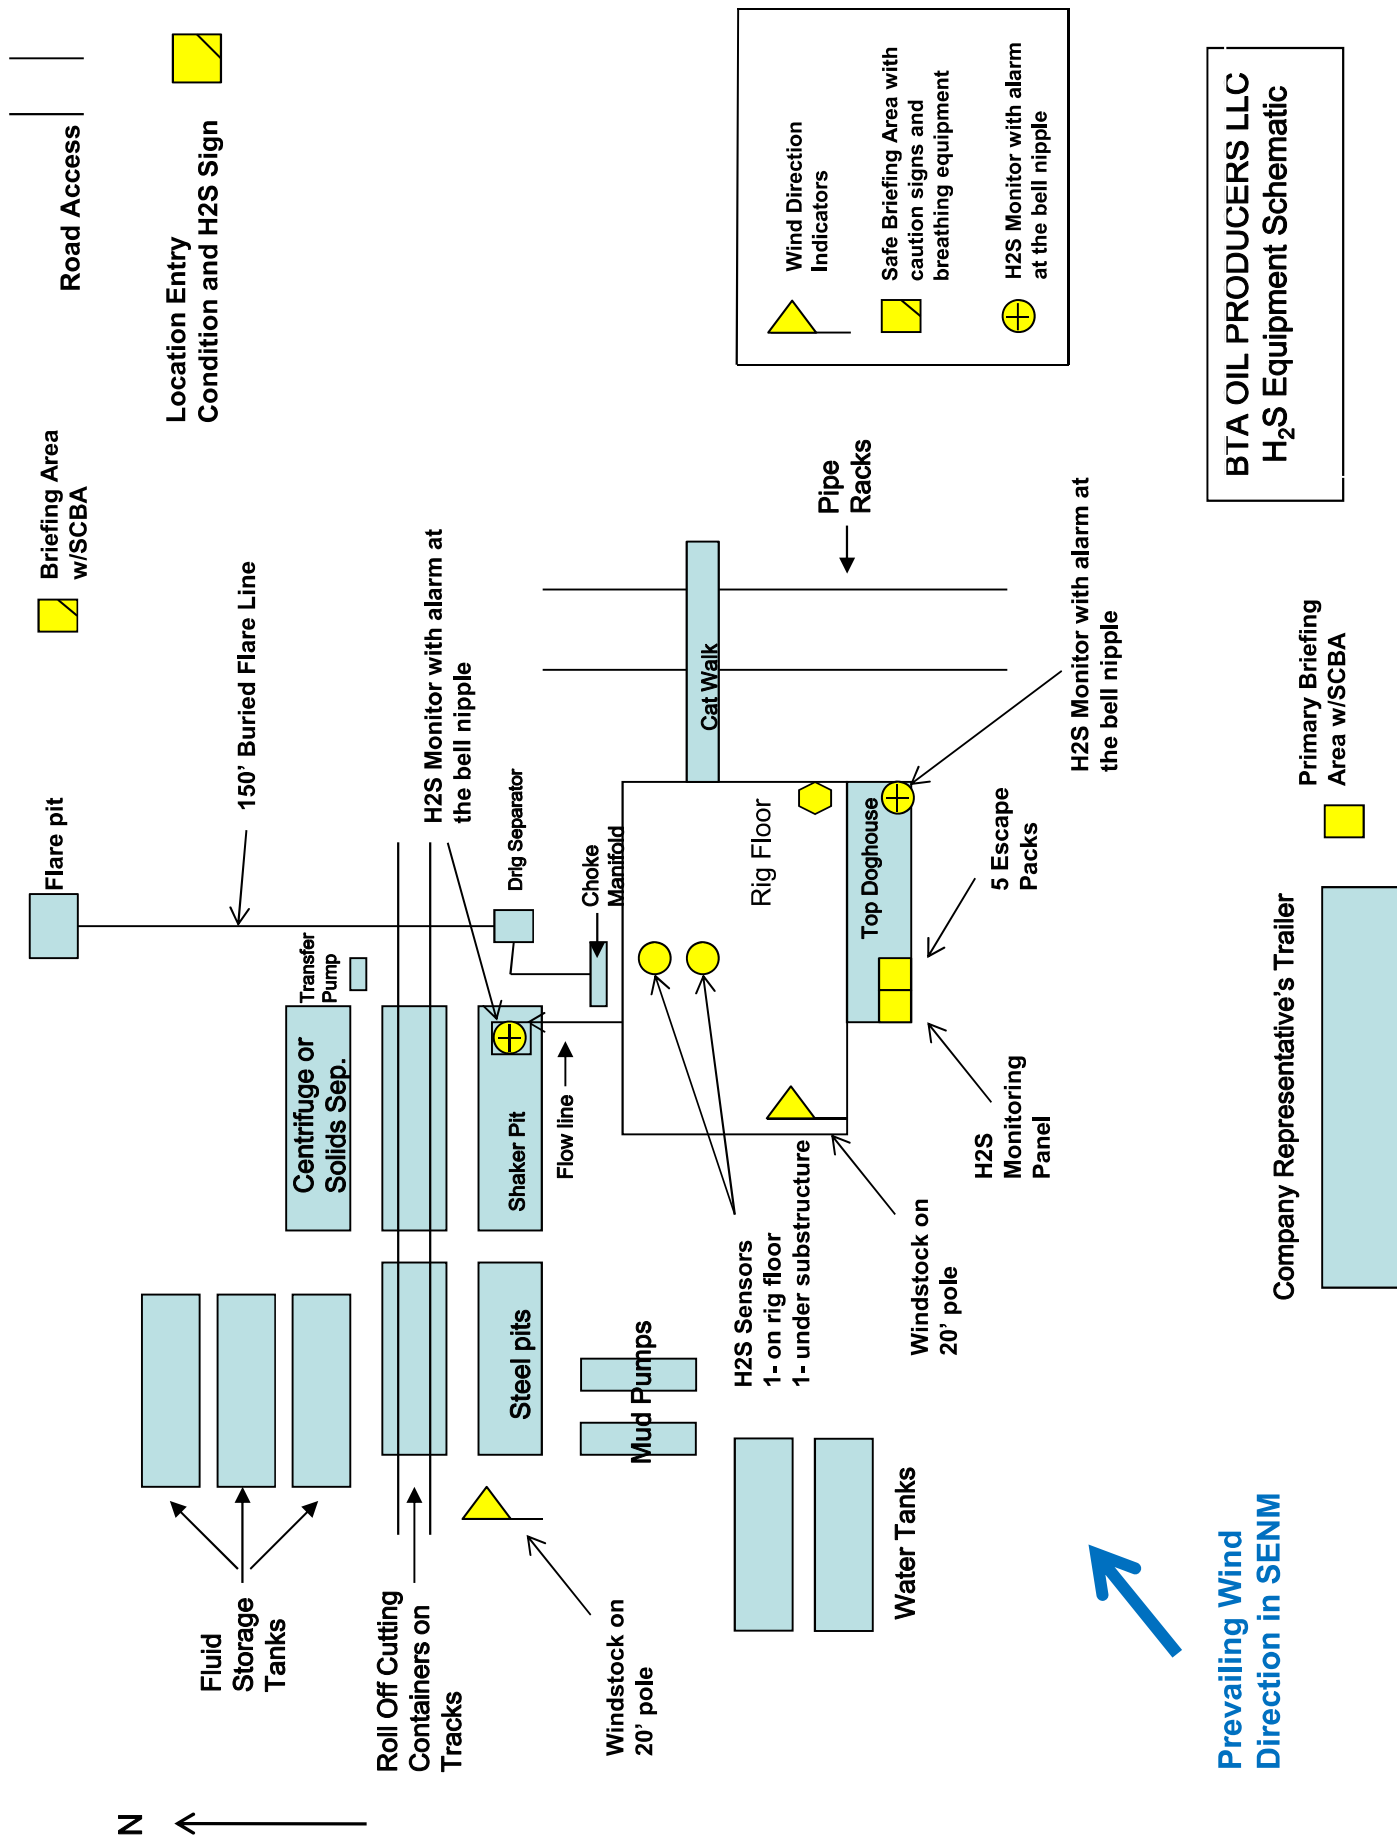 N
Fluid
Storage
Tanks
Roll Off Cutting
Containers on
Tracks
Windstock on
20' pole
Prevailing Wind
Direction in SENM
Water Tanks
Mud Pumps
Steel pits
Centrifuge or
Solids Sep.
Shaker Pit
Flow line
Transfer
Pump
Flare pit
150' Buried Flare Line
H2S Monitor with alarm at
the bell nipple
Drlg Separator
Choke
Manifold
Rig Floor
Top Doghouse
Cat Walk
H2S Sensors
1- on rig floor
1- under substructure
Windstock on
20' pole
H2S
Monitoring
Panel
5 Escape
Packs
H2S Monitor with alarm at
the bell nipple
Pipe
Racks
Company Representative's Trailer
Primary Briefing
Area w/SCBA
Briefing Area
w/SCBA
Road Access
Location Entry
Condition and H2S Sign
Wind Direction
Indicators
Safe Briefing Area with
caution signs and
breathing equipment
H2S Monitor with alarm
at the bell nipple
BTA OIL PRODUCERS LLC
H2S Equipment Schematic